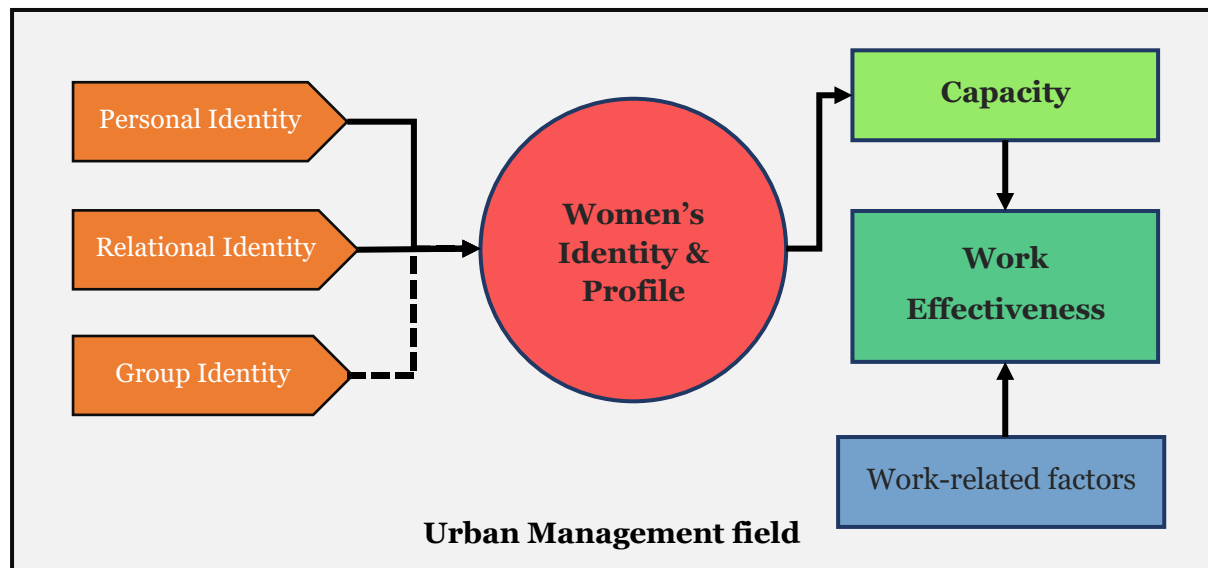 Personal Identity
Relational Identity
Group Identity
Women’s
Identity &
Profile
Capacity
Work
Effectiveness
Work-related factors
Urban Management field